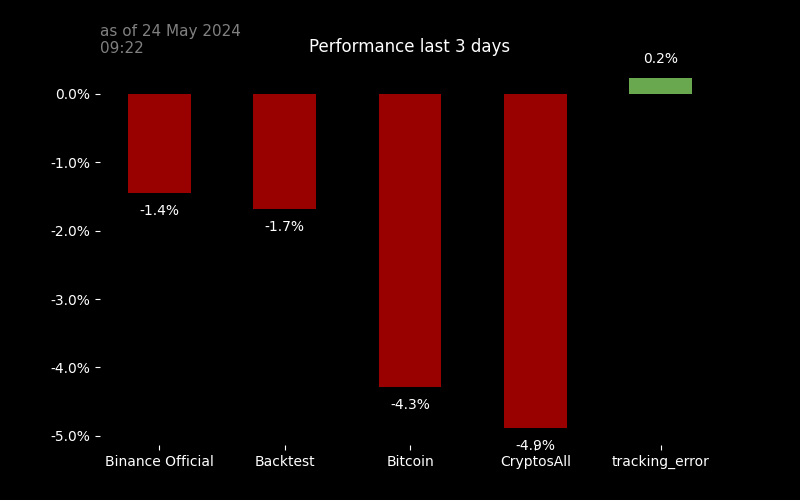 as of 24 May 2024
09:22
Performance last 3 days
0.2%
0.0%
-1.0%
-1.4%
-1.7%
-2.0%
-3.0%
-4.0%
-4.3%
-5.0%
-4.9%
Binance Official
Backtest
Bitcoin
CryptosAll
tracking_error